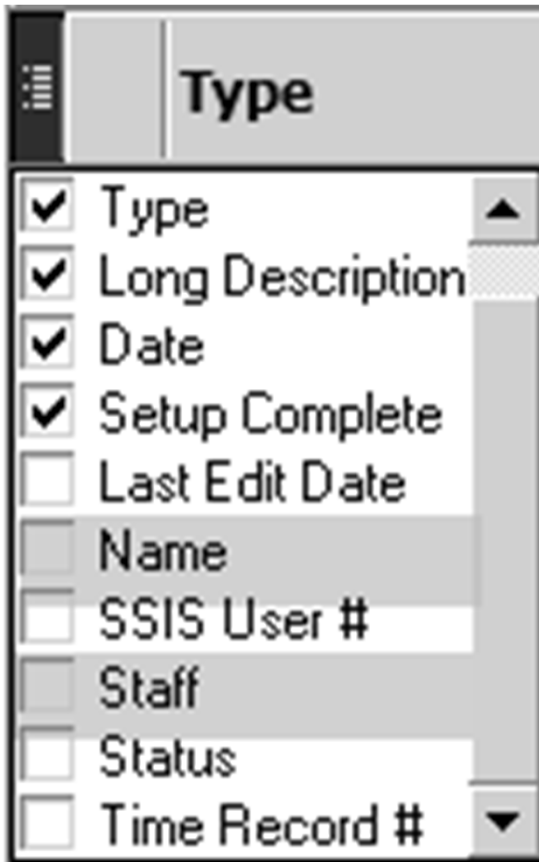 Type
Type
Long Description
Date
Setup Complete
Last Edit Date
Name
SSIS User #
Staff
Status
Time Record #